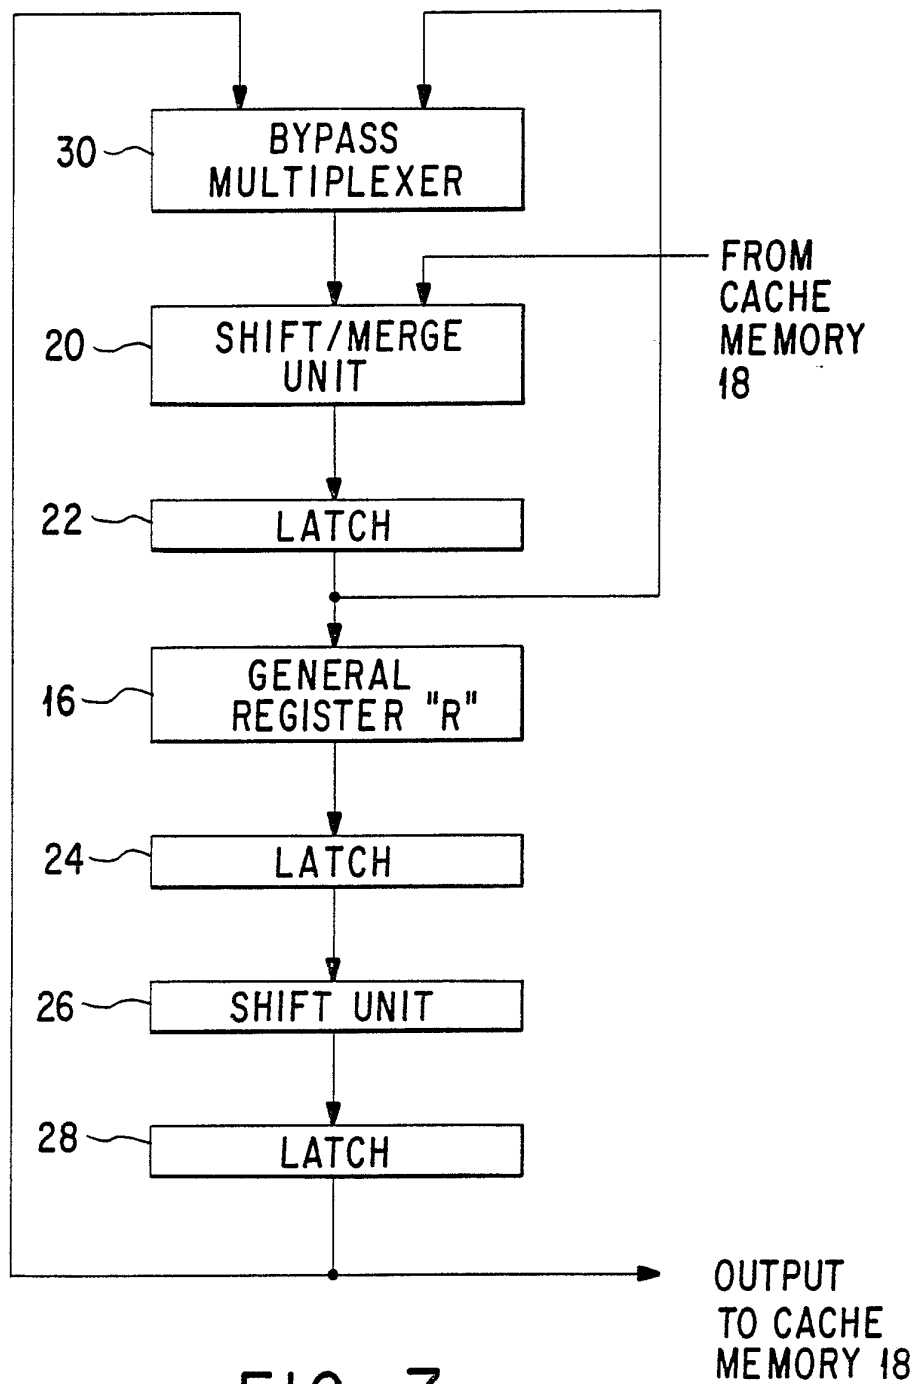 BYPASS
MULTIPLEXER
30
FROM
CACHE
MEMORY
18
SHIFT/MERGE
UNIT
20
LATCH
22
GENERAL
REGISTER "R"
16
LATCH
24
SHIFT UNIT
26
LATCH
28
OUTPUT
TO CACHE
MEMORY 18